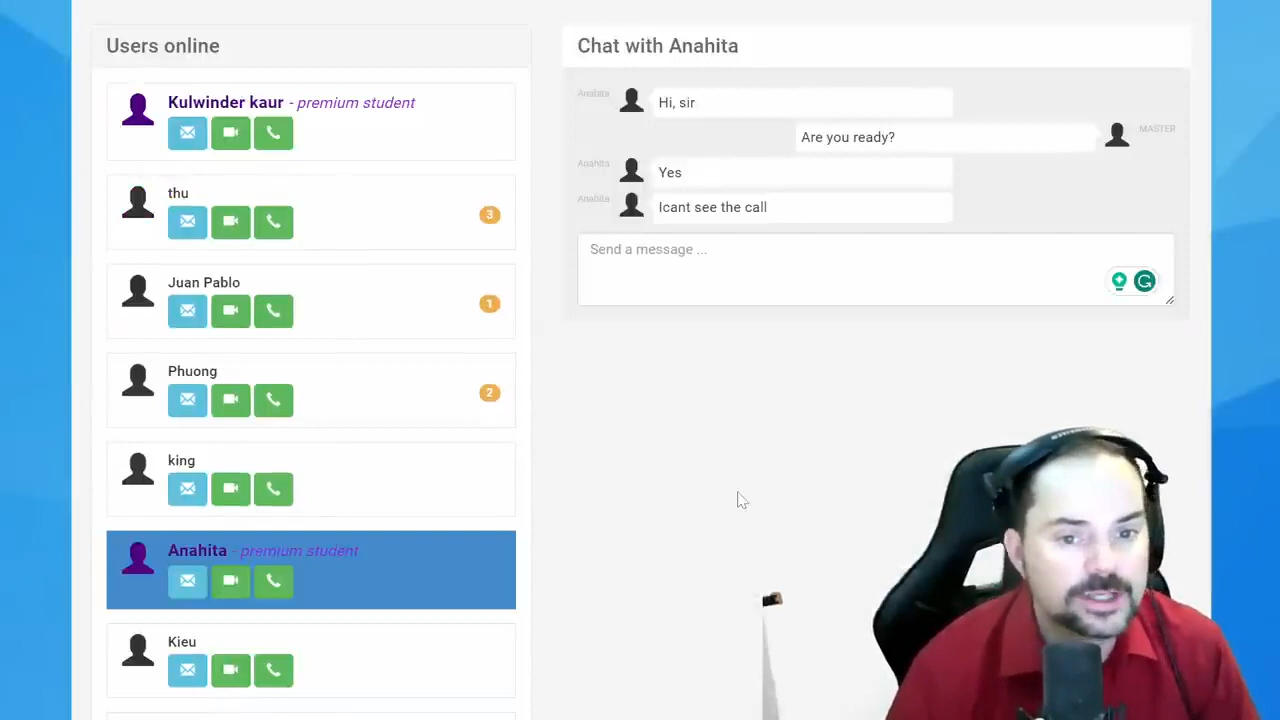 Users online
Kulwinder kaur - premium student
thu
3
Juan Pablo
1
Phuong
2
king
Anahita - premium student
Kieu
Chat with Anahita
Anahita
Hi, sir
Are you ready?
MASTER
Anahita
Yes
Anahita
Icant see the call
Send a message ...